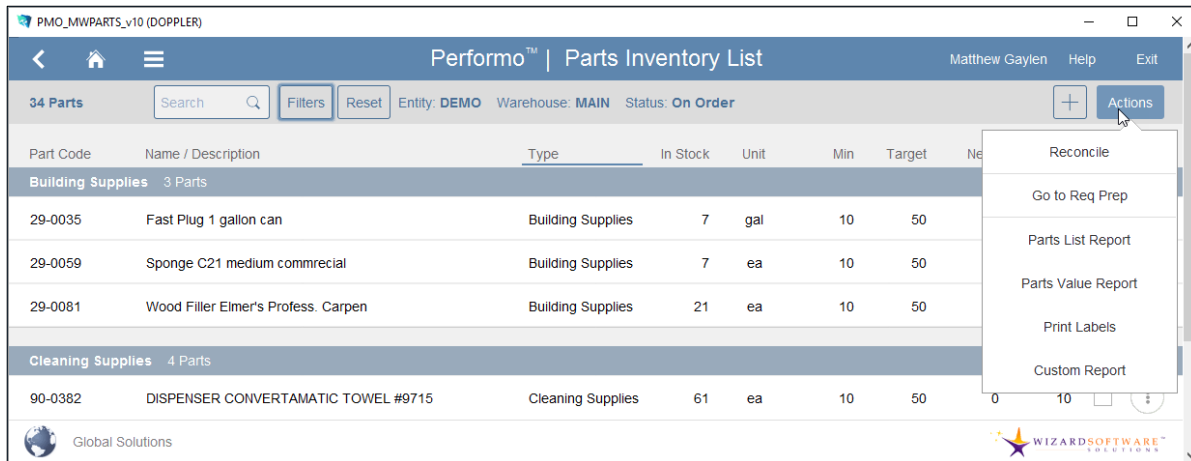 PMO_MWPARTS_v10 (DOPPLER)
Performo™ | Parts Inventory List
Matthew Gaylen Help Exit
34 Parts Search Filters Reset Entity: DEMO Warehouse: MAIN Status: On Order Actions
Part Code Name / Description Type In Stock Unit Min Target Ne
Reconcile
Building Supplies 3 Parts
Go to Req Prep
29-0035 Fast Plug 1 gallon can Building Supplies 7 gal 10 50
Parts List Report
29-0059 Sponge C21 medium commrecial Building Supplies 7 ea 10 50
Parts Value Report
29-0081 Wood Filler Elmer's Profess. Carpen Building Supplies 21 ea 10 50
Print Labels
Cleaning Supplies 4 Parts
Custom Report
90-0382 DISPENSER CONVERTAMATIC TOWEL #9715 Cleaning Supplies 61 ea 10 50 0 10
Global Solutions
WIZARDSOFTWARE™
SOLUTIONS